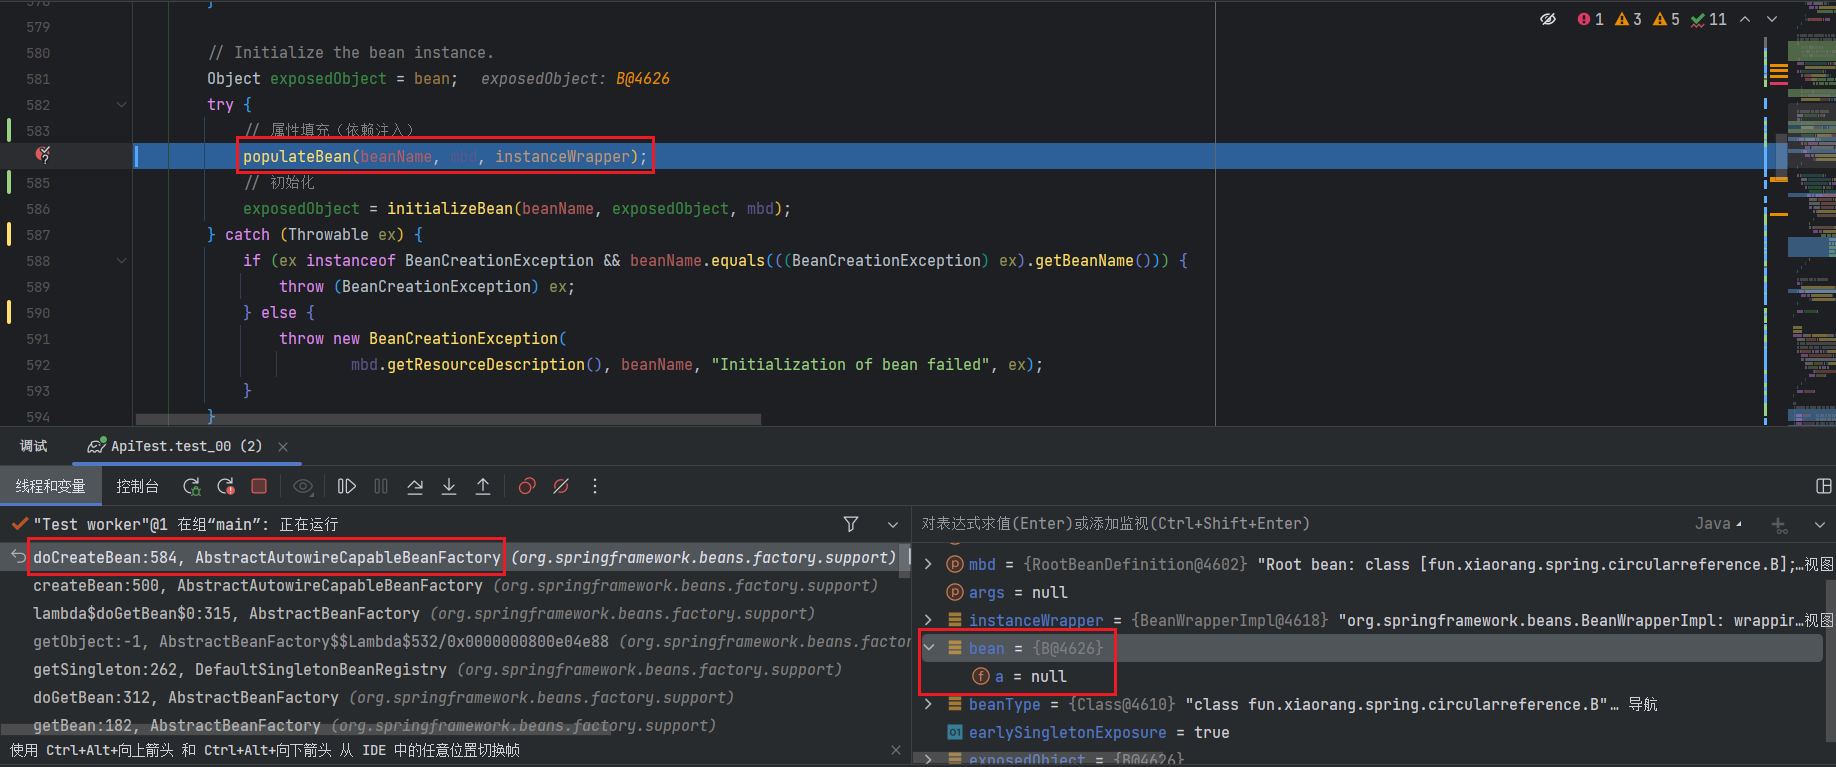 578 }
579
580 // Initialize the bean instance.
581 Object exposedObject = bean; exposedObject: B@4626
582 try {
583 // 属性填充（依赖注入）
populateBean(beanName, mbd, instanceWrapper);
585 // 初始化
586 exposedObject = initializeBean(beanName, exposedObject, mbd);
587 } catch (Throwable ex) {
588 if (ex instanceof BeanCreationException && beanName.equals(((BeanCreationException) ex).getBeanName())) {
589 throw (BeanCreationException) ex;
590 } else {
591 throw new BeanCreationException(
592 mbd.getResourceDescription(), beanName, "Initialization of bean failed", ex);
593 }
594 }
1 3 5 11
调试 ApiTest.test_00 (2)
线程和变量 控制台
"Test worker"@1 在组“main”: 正在运行
doCreateBean:584, AbstractAutowireCapableBeanFactory (org.springframework.beans.factory.support)
createBean:500, AbstractAutowireCapableBeanFactory (org.springframework.beans.factory.support)
lambda$doGetBean$0:315, AbstractBeanFactory (org.springframework.beans.factory.support)
getObject:-1, AbstractBeanFactory$$Lambda$532/0x0000000800e04e88 (org.springframework.beans.factor
getSingleton:262, DefaultSingletonBeanRegistry (org.springframework.beans.factory.support)
doGetBean:312, AbstractBeanFactory (org.springframework.beans.factory.support)
getBean:182, AbstractBeanFactory (org.springframework.beans.factory.support)
使用 Ctrl+Alt+向上箭头 和 Ctrl+Alt+向下箭头 从 IDE 中的任意位置切换帧
对表达式求值(Enter)或添加监视(Ctrl+Shift+Enter) Java
mbd = {RootBeanDefinition@4602} "Root bean: class [fun.xiaorang.spring.circularreference.B];…视图
args = null
instanceWrapper = {BeanWrapperImpl@4618} "org.springframework.beans.BeanWrapperImpl: wrappin…视图
bean = {B@4626}
a = null
beanType = {Class@4610} "class fun.xiaorang.spring.circularreference.B"… 导航
earlySingletonExposure = true
exposedObject = {B@4626}